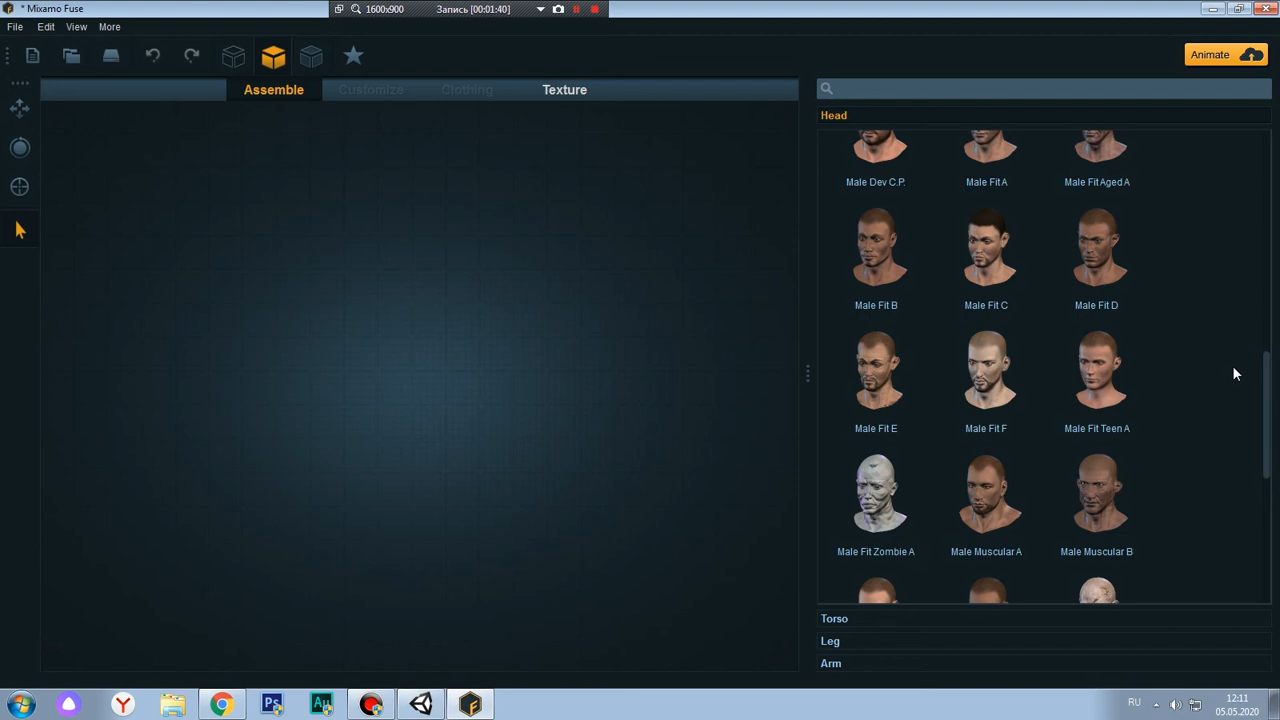 * Mixamo Fuse
1600x900
Запись [00:01:40]
File
Edit
View
More
Animate
Assemble
Customize
Clothing
Texture
Head
Male Dev C.P.
Male Fit A
Male Fit Aged A
Male Fit B
Male Fit C
Male Fit D
Male Fit E
Male Fit F
Male Fit Teen A
Male Fit Zombie A
Male Muscular A
Male Muscular B
Torso
Leg
Arm
Ps
Au
RU
12:11
05.05.2020